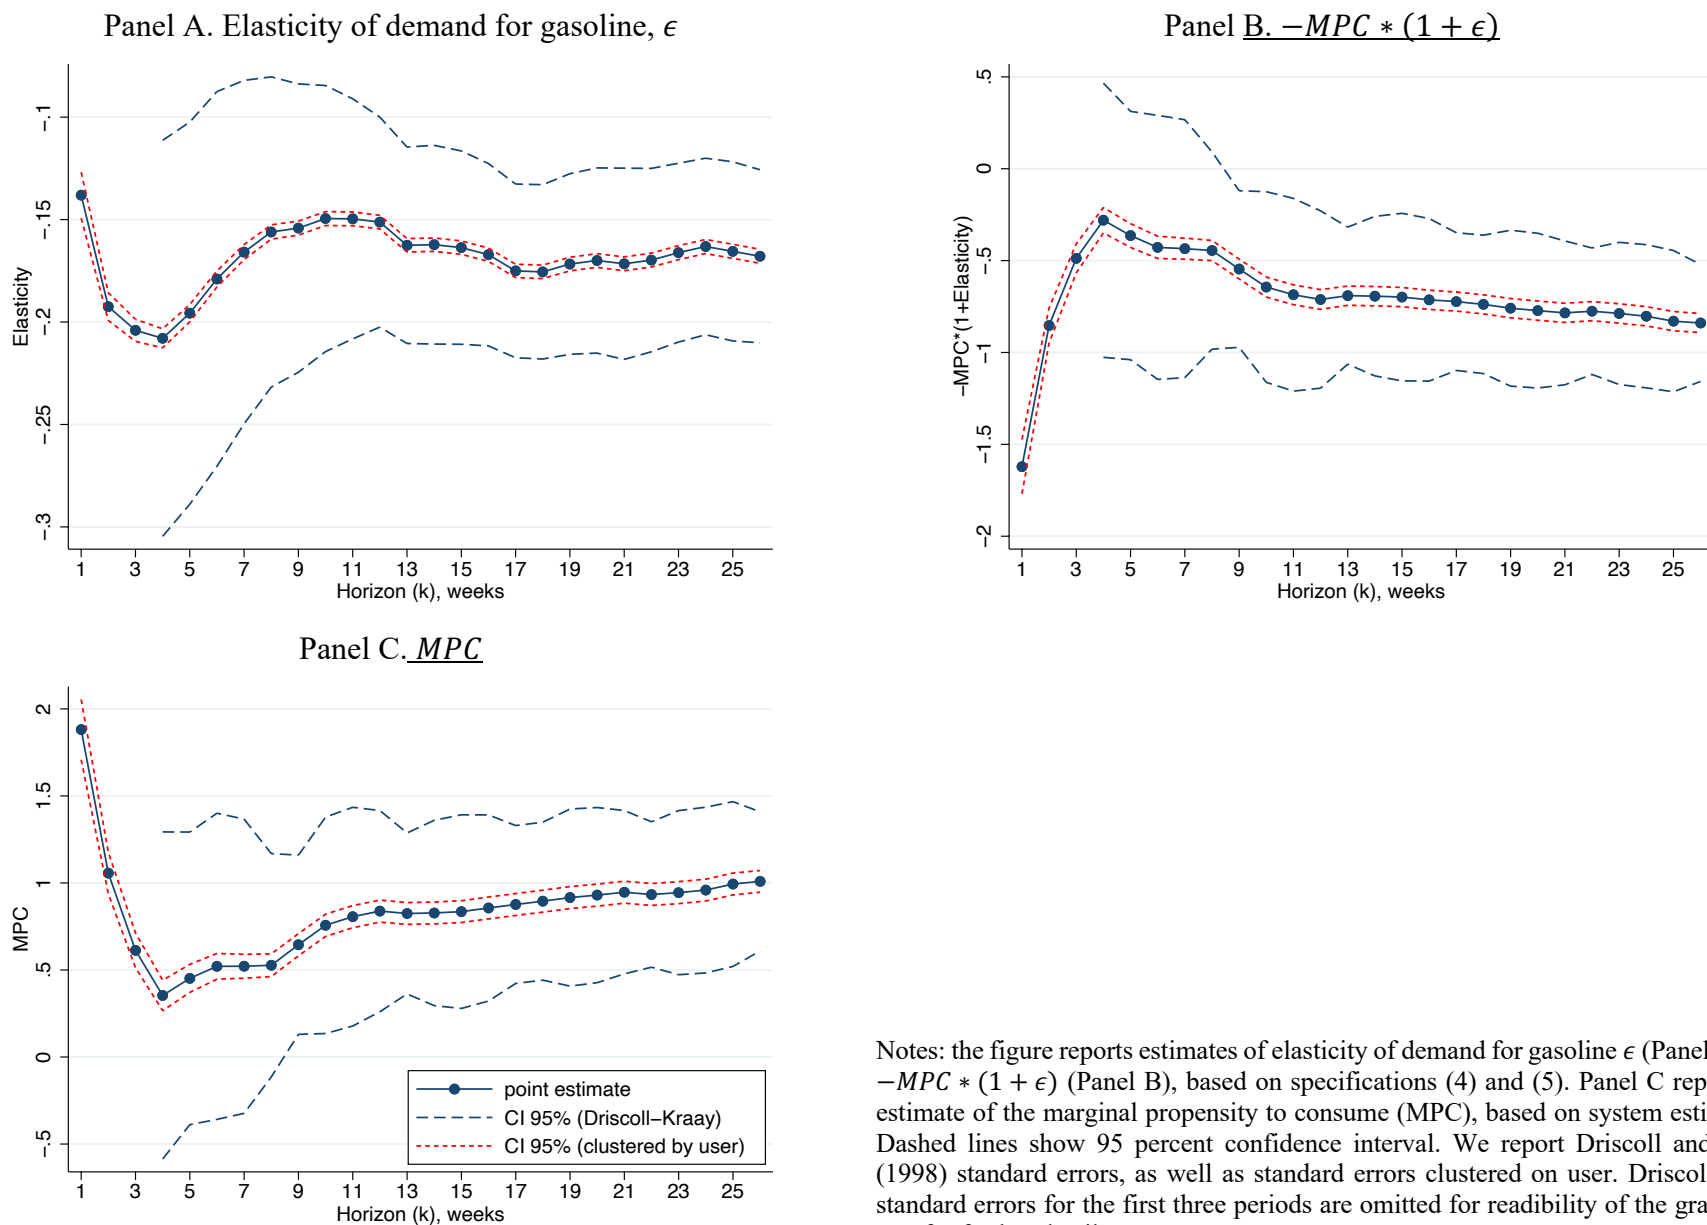 Panel A. Elasticity of demand for gasoline, ϵ
Elasticity
−.1
−.15
−.2
−.25
−.3
1 3 5 7 9 11 13 15 17 19 21 23 25
Horizon (k), weeks
Panel B. −MPC ∗ (1 + ϵ)
−MPC*(1+Elasticity)
.5
0
−.5
−1
−1.5
−2
1 3 5 7 9 11 13 15 17 19 21 23 25
Horizon (k), weeks
Panel C. MPC
MPC
2
1.5
1
.5
0
−.5
1 3 5 7 9 11 13 15 17 19 21 23 25
Horizon (k), weeks
point estimate
CI 95% (Driscoll−Kraay)
CI 95% (clustered by user)
Notes: the figure reports estimates of elasticity of demand for gasoline ϵ (Panel
−MPC ∗ (1 + ϵ) (Panel B), based on specifications (4) and (5). Panel C rep
estimate of the marginal propensity to consume (MPC), based on system esti
Dashed lines show 95 percent confidence interval. We report Driscoll and
(1998) standard errors, as well as standard errors clustered on user. Driscol
standard errors for the first three periods are omitted for readibility of the gra